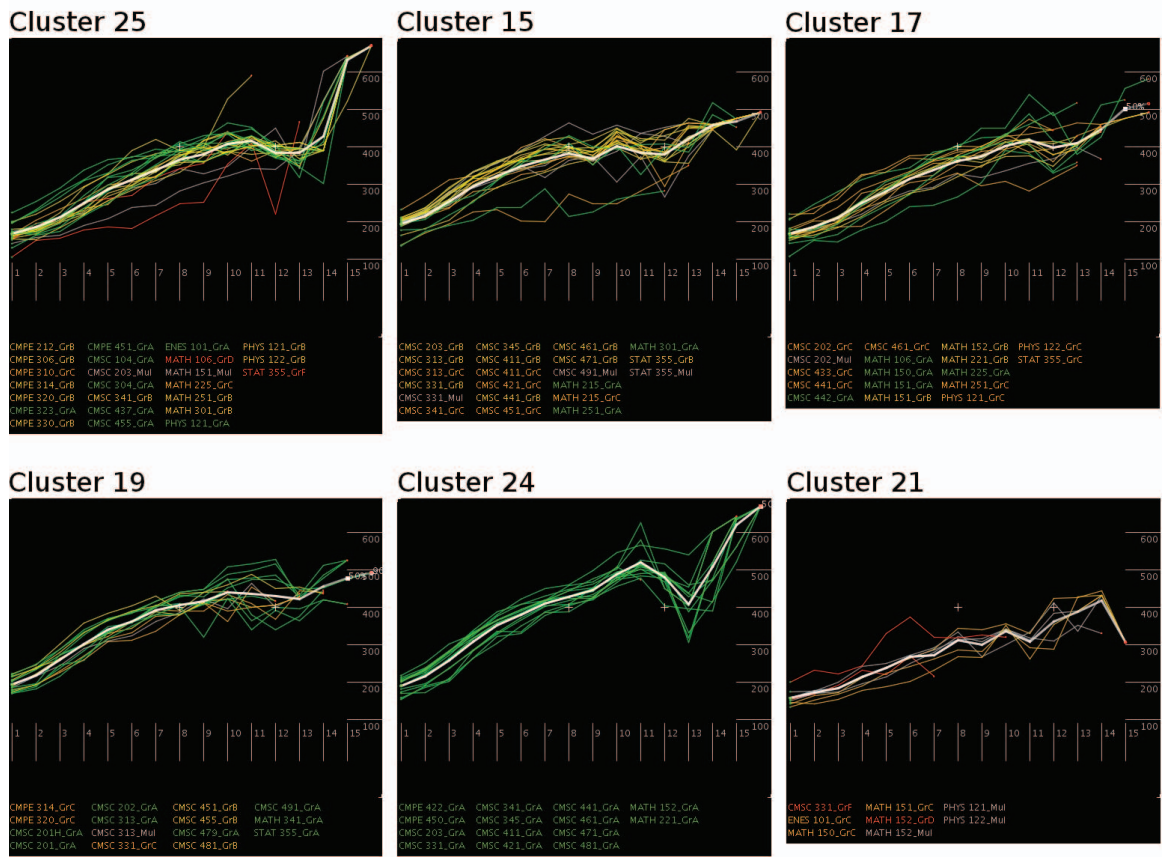 Cluster 25
600
500
400
300
200
100
1 2 3 4 5 6 7 8 9 10 11 12 13 14 15
CMPE 212_GrB CMPE 451_GrA ENES 101_GrA PHYS 121_GrB
CMPE 306_GrB CMSC 104_GrA MATH 106_GrD PHYS 122_GrB
CMPE 310_GrC CMSC 203_Mul MATH 151_Mul STAT 355_GrF
CMPE 314_GrB CMSC 304_GrA MATH 225_GrC
CMPE 320_GrB CMSC 341_GrB MATH 251_GrB
CMPE 323_GrA CMSC 437_GrA MATH 301_GrB
CMPE 330_GrB CMSC 455_GrA PHYS 121_GrA
Cluster 15
600
500
400
300
200
100
1 2 3 4 5 6 7 8 9 10 11 12 13 14 15
CMSC 203_GrB CMSC 345_GrB CMSC 461_GrB MATH 301_GrA
CMSC 313_GrB CMSC 411_GrB CMSC 471_GrB STAT 355_GrB
CMSC 313_GrC CMSC 411_GrC CMSC 491_Mul STAT 355_Mul
CMSC 331_GrB CMSC 421_GrC MATH 215_GrA
CMSC 331_Mul CMSC 441_GrB MATH 215_GrC
CMSC 341_GrC CMSC 451_GrC MATH 251_GrA
Cluster 17
600
50%
500
400
300
200
100
1 2 3 4 5 6 7 8 9 10 11 12 13 14 15
CMSC 202_GrC CMSC 461_GrC MATH 152_GrB PHYS 122_GrC
CMSC 202_Mul MATH 106_GrA MATH 221_GrB STAT 355_GrC
CMSC 433_GrC MATH 150_GrA MATH 225_GrA
CMSC 441_GrC MATH 151_GrA MATH 251_GrC
CMSC 442_GrA MATH 151_GrB PHYS 121_GrC
Cluster 19
600
500
400
300
200
100
1 2 3 4 5 6 7 8 9 10 11 12 13 14 15
CMPE 314_GrC CMSC 202_GrA CMSC 451_GrB CMSC 491_GrA
CMPE 320_GrC CMSC 313_GrA CMSC 455_GrB MATH 341_GrA
CMSC 201H_GrA CMSC 313_Mul CMSC 479_GrA STAT 355_GrA
CMSC 201_GrA CMSC 331_GrC CMSC 481_GrB
Cluster 24
50
600
500
400
300
200
100
1 2 3 4 5 6 7 8 9 10 11 12 13 14 15
CMPE 422_GrA CMSC 341_GrA CMSC 441_GrA MATH 152_GrA
CMPE 450_GrA CMSC 345_GrA CMSC 461_GrA MATH 221_GrA
CMSC 203_GrA CMSC 411_GrA CMSC 471_GrA
CMSC 331_GrA CMSC 421_GrA CMSC 481_GrA
Cluster 21
600
500
400
300
200
100
1 2 3 4 5 6 7 8 9 10 11 12 13 14 15
CMSC 331_GrF MATH 151_GrC PHYS 121_Mul
ENES 101_GrC MATH 152_GrD PHYS 122_Mul
MATH 150_GrC MATH 152_Mul